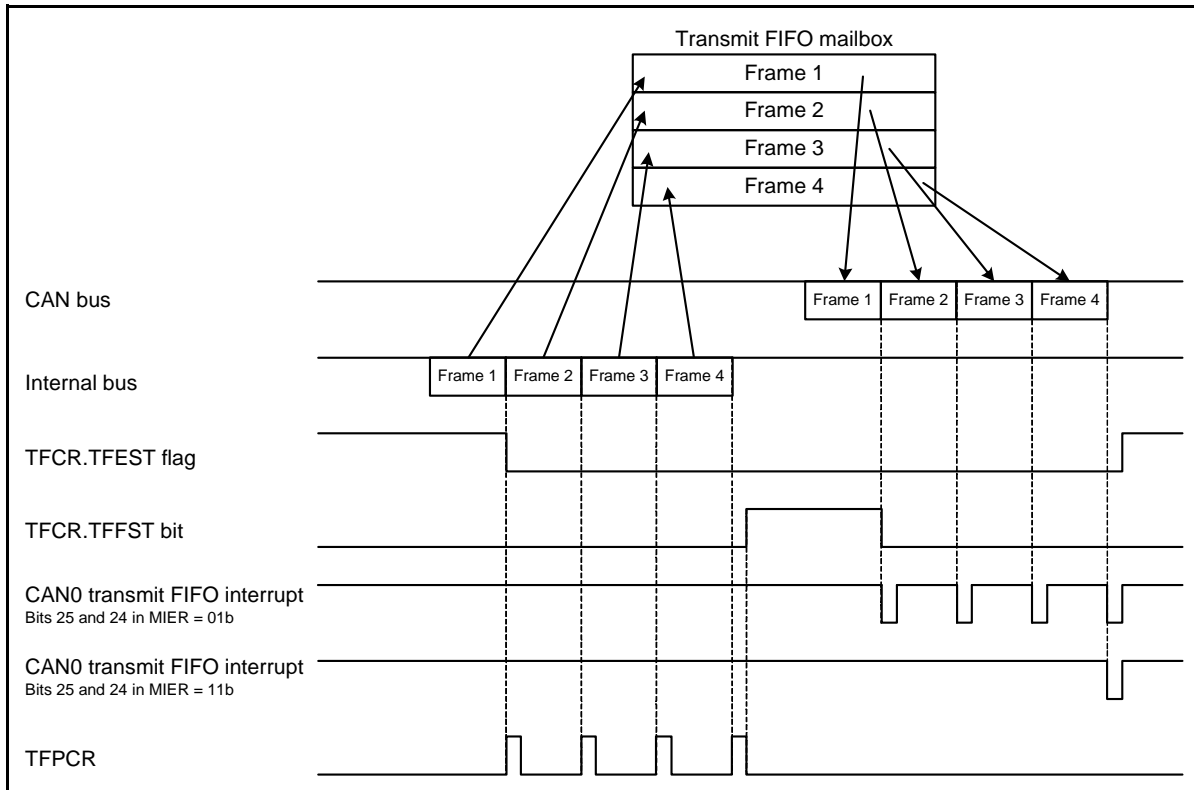 Transmit FIFO mailbox
Frame 1
Frame 2
Frame 3
Frame 4
CAN bus
Frame 1 Frame 2 Frame 3 Frame 4
Internal bus
Frame 1 Frame 2 Frame 3 Frame 4
TFCR.TFEST flag
TFCR.TFFST bit
CAN0 transmit FIFO interrupt
Bits 25 and 24 in MIER = 01b
CAN0 transmit FIFO interrupt
Bits 25 and 24 in MIER = 11b
TFPCR